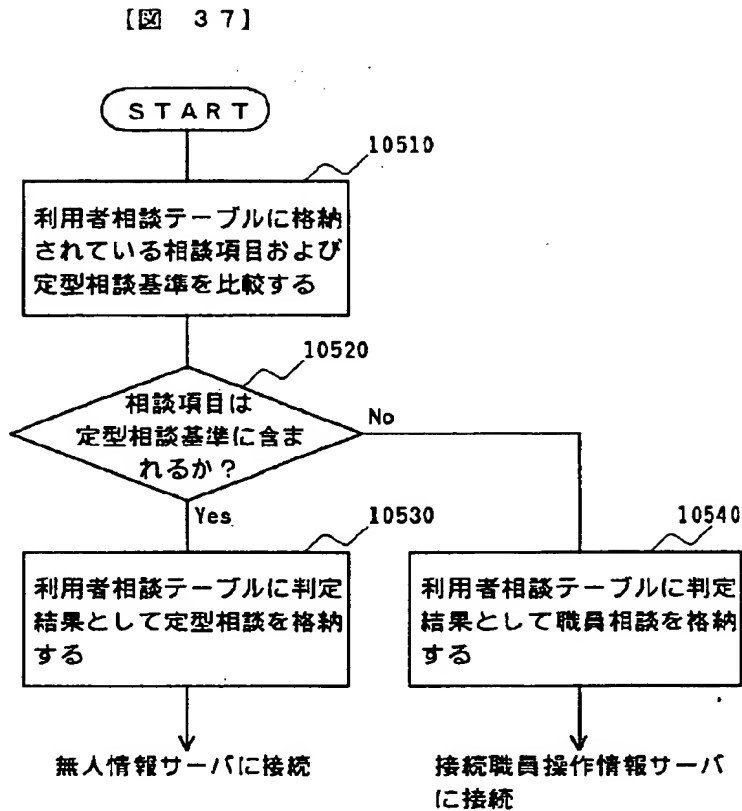 【図 37】
START
10510
利用者相談テーブルに格納
されている相談項目および
定型相談基準を比較する
10520
相談項目は
定型相談基準に含ま
れるか?
No
Yes
10530
利用者相談テーブルに判定
結果として定型相談を格納
する
10540
利用者相談テーブルに判定
結果として職員相談を格納
する
無人情報サーバに接続
接続職員操作情報サーバ
に接続